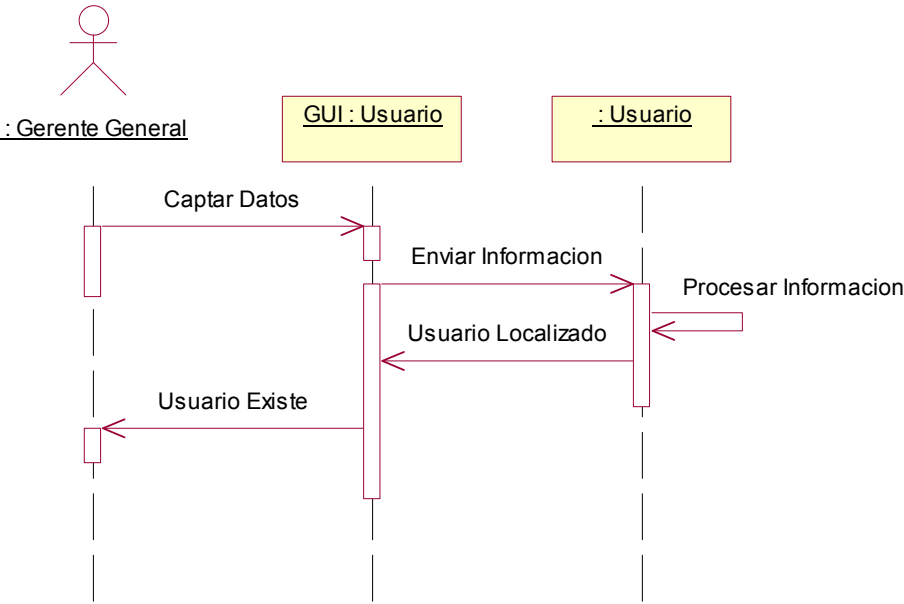 : Gerente General
GUI : Usuario
: Usuario
Captar Datos
Enviar Informacion
Procesar Informacion
Usuario Localizado
Usuario Existe